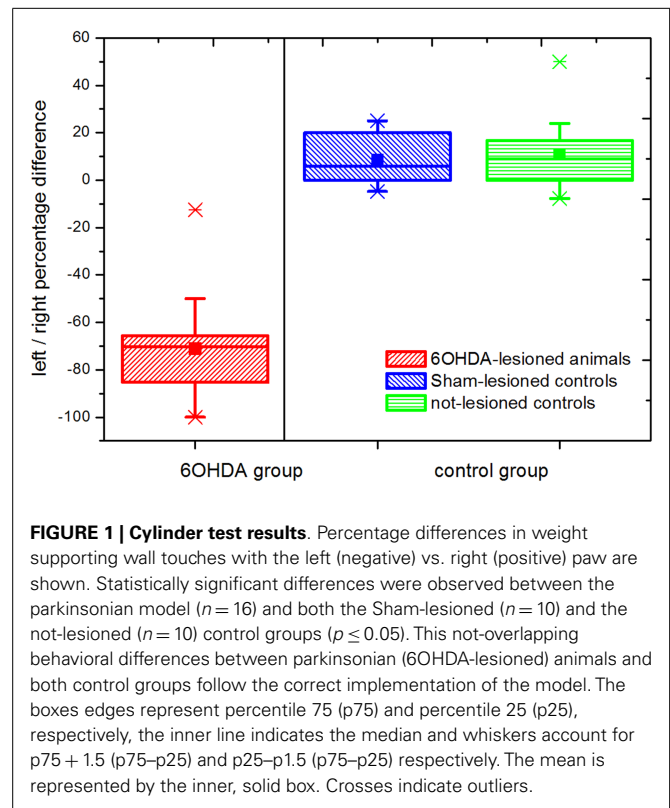 60
40
20
0
-20
-40
-60
-80
-100
left / right percentage difference
6OHDA-lesioned animals
Sham-lesioned controls
not-lesioned controls
6OHDA group control group
FIGURE 1 | Cylinder test results. Percentage differences in weight
supporting wall touches with the left (negative) vs. right (positive) paw are
shown. Statistically significant differences were observed between the
parkinsonian model (n = 16) and both the Sham-lesioned (n = 10) and the
not-lesioned (n = 10) control groups (p ≤ 0.05). This not-overlapping
behavioral differences between parkinsonian (6OHDA-lesioned) animals and
both control groups follow the correct implementation of the model. The
boxes edges represent percentile 75 (p75) and percentile 25 (p25),
respectively, the inner line indicates the median and whiskers account for
p75 + 1.5 (p75–p25) and p25–p1.5 (p75–p25) respectively. The mean is
represented by the inner, solid box. Crosses indicate outliers.